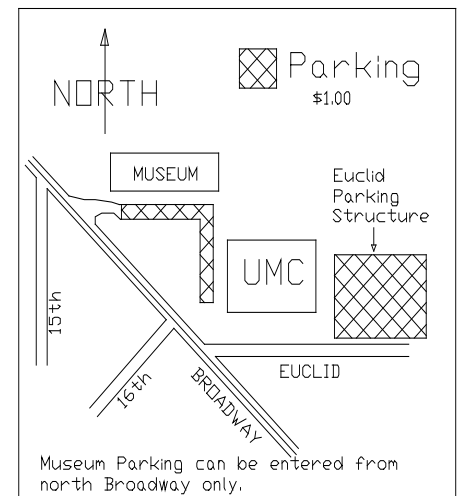 NORTH
Parking
$1.00
MUSEUM
Euclid
Parking
Structure
UMC
15th
16th
BROADWAY
EUCLID
Museum Parking can be entered from
north Broadway only.